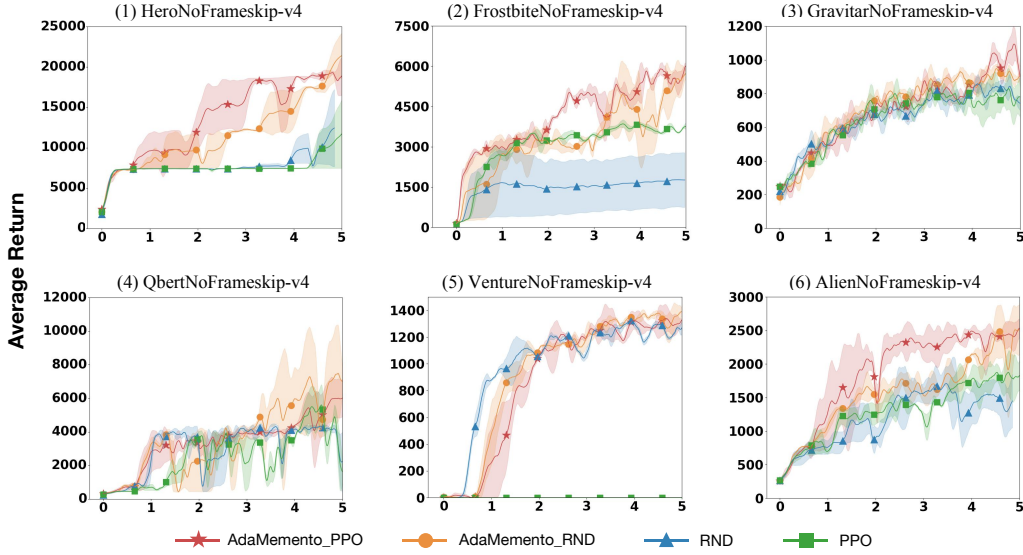 (1) HeroNoFrameskip-v4
(2) FrostbiteNoFrameskip-v4
(3) GravitarNoFrameskip-v4
25000
20000
15000
10000
5000
0
0 1 2 3 4 5
7500
6000
4500
3000
1500
0
0 1 2 3 4 5
1200
1000
800
600
400
200
0
0 1 2 3 4 5
Average Return
(4) QbertNoFrameskip-v4
(5) VentureNoFrameskip-v4
(6) AlienNoFrameskip-v4
12000
10000
8000
6000
4000
2000
0
0 1 2 3 4 5
1400
1200
1000
800
600
400
200
0
0 1 2 3 4 5
3000
2500
2000
1500
1000
500
0
0 1 2 3 4 5
AdaMemento_PPO AdaMemento_RND RND PPO